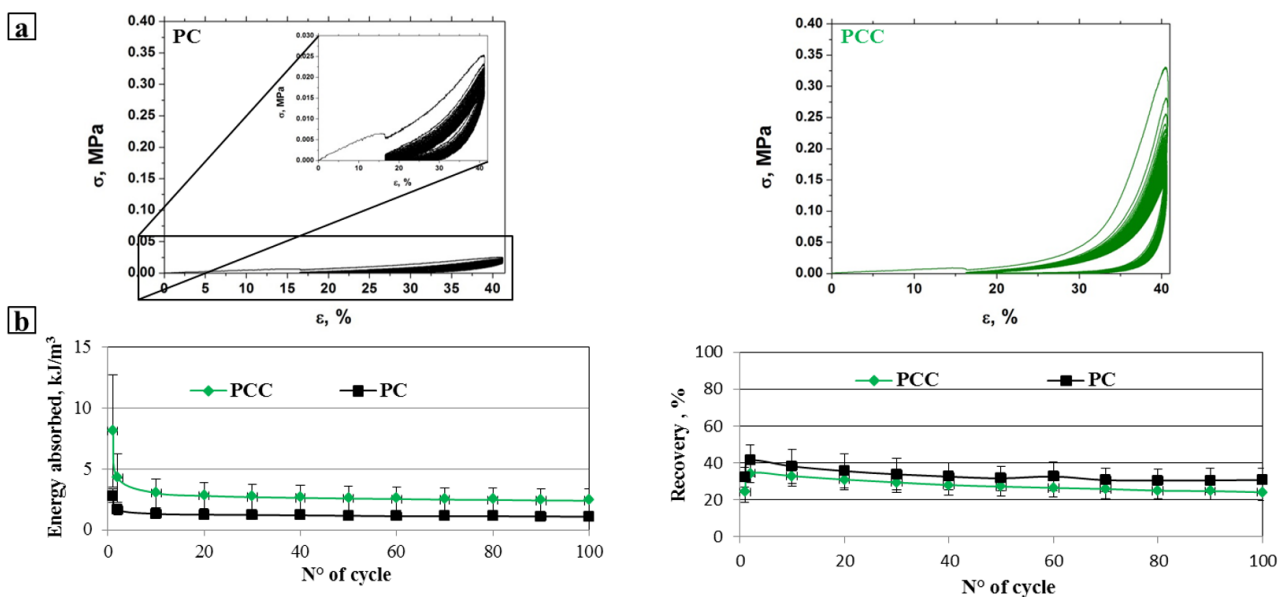 a
PC
0.40
0.35
0.30
0.25
0.20
0.15
0.10
0.05
0.00
σ, MPa
0 5 10 15 20 25 30 35 40
ε, %
0.030
0.025
0.020
0.015
0.010
0.005
0.000
σ, MPa
0 10 20 30 40
ε, %
PCC
0.40
0.35
0.30
0.25
0.20
0.15
0.10
0.05
0.00
σ, MPa
0 10 20 30 40
ε, %
b
Energy absorbed, kJ/m³
15
10
5
0
PCC PC
0 20 40 60 80 100
N° of cycle
Recovery , %
100
80
60
40
20
0
PCC PC
0 20 40 60 80 100
N° of cycle